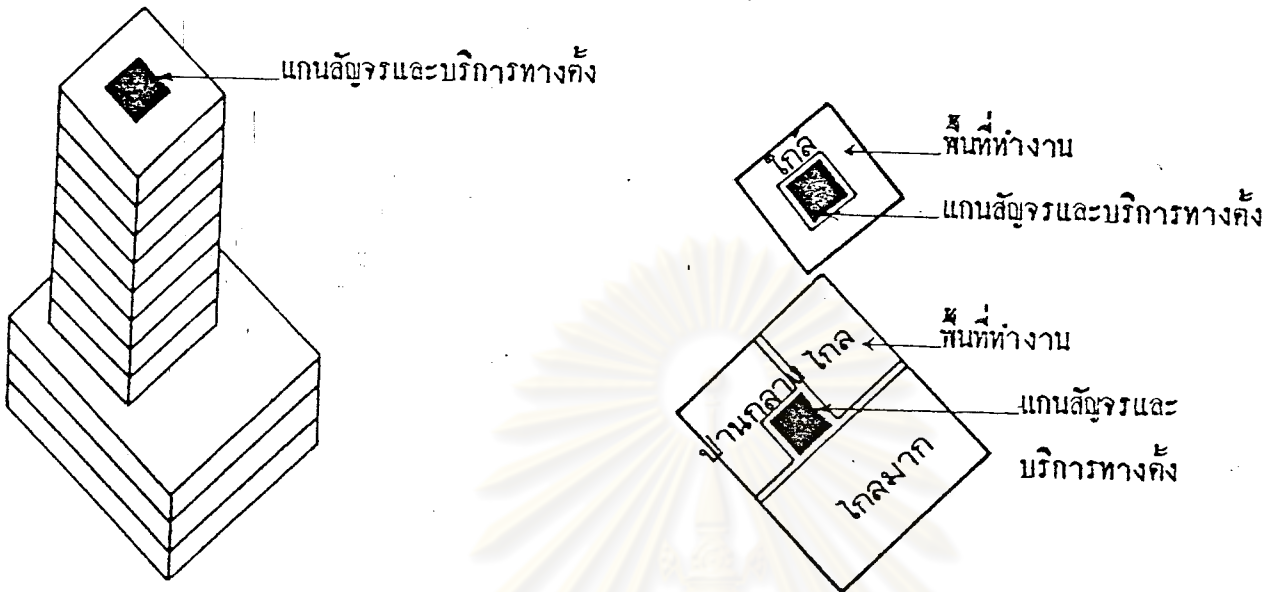 แกนสัญจรและบริการทางตั้ง
ใกล้
พื้นที่ทำงาน
แกนสัญจรและบริการทางตั้ง
ปานกลาง
ไกล
พื้นที่ทำงาน
แกนสัญจรและ
บริการทางตั้ง
ไกลมาก